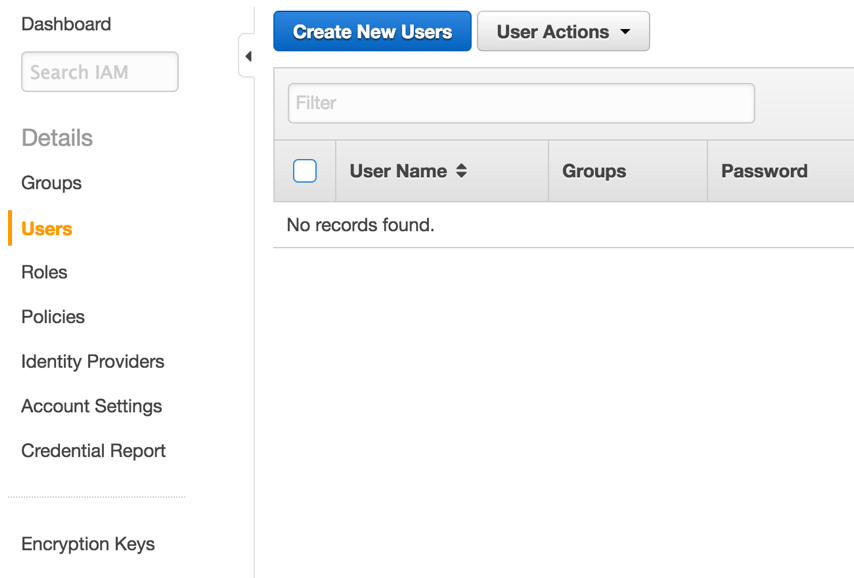 Dashboard
Search IAM
Details
Groups
Users
Roles
Policies
Identity Providers
Account Settings
Credential Report
Encryption Keys
Create New Users
User Actions
Filter
User Name
Groups
Password
No records found.